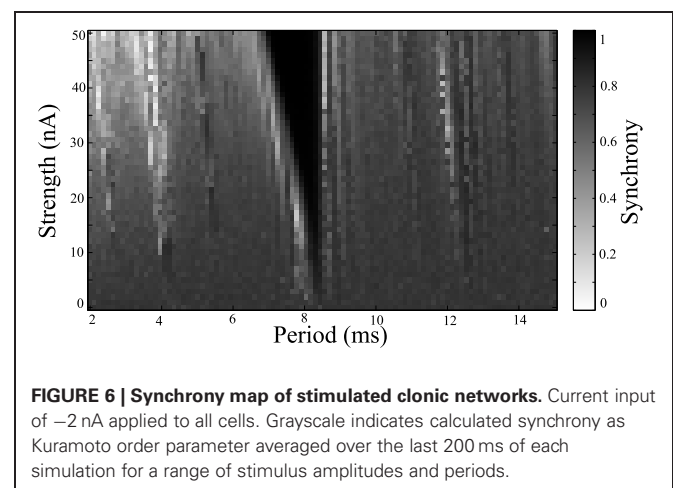 50
40
30
20
10
0
Strength (nA)
2 4 6 8 10 12 14
Period (ms)
1
0.8
0.6
0.4
0.2
0
Synchrony
FIGURE 6 | Synchrony map of stimulated clonic networks. Current input
of −2 nA applied to all cells. Grayscale indicates calculated synchrony as
Kuramoto order parameter averaged over the last 200 ms of each
simulation for a range of stimulus amplitudes and periods.